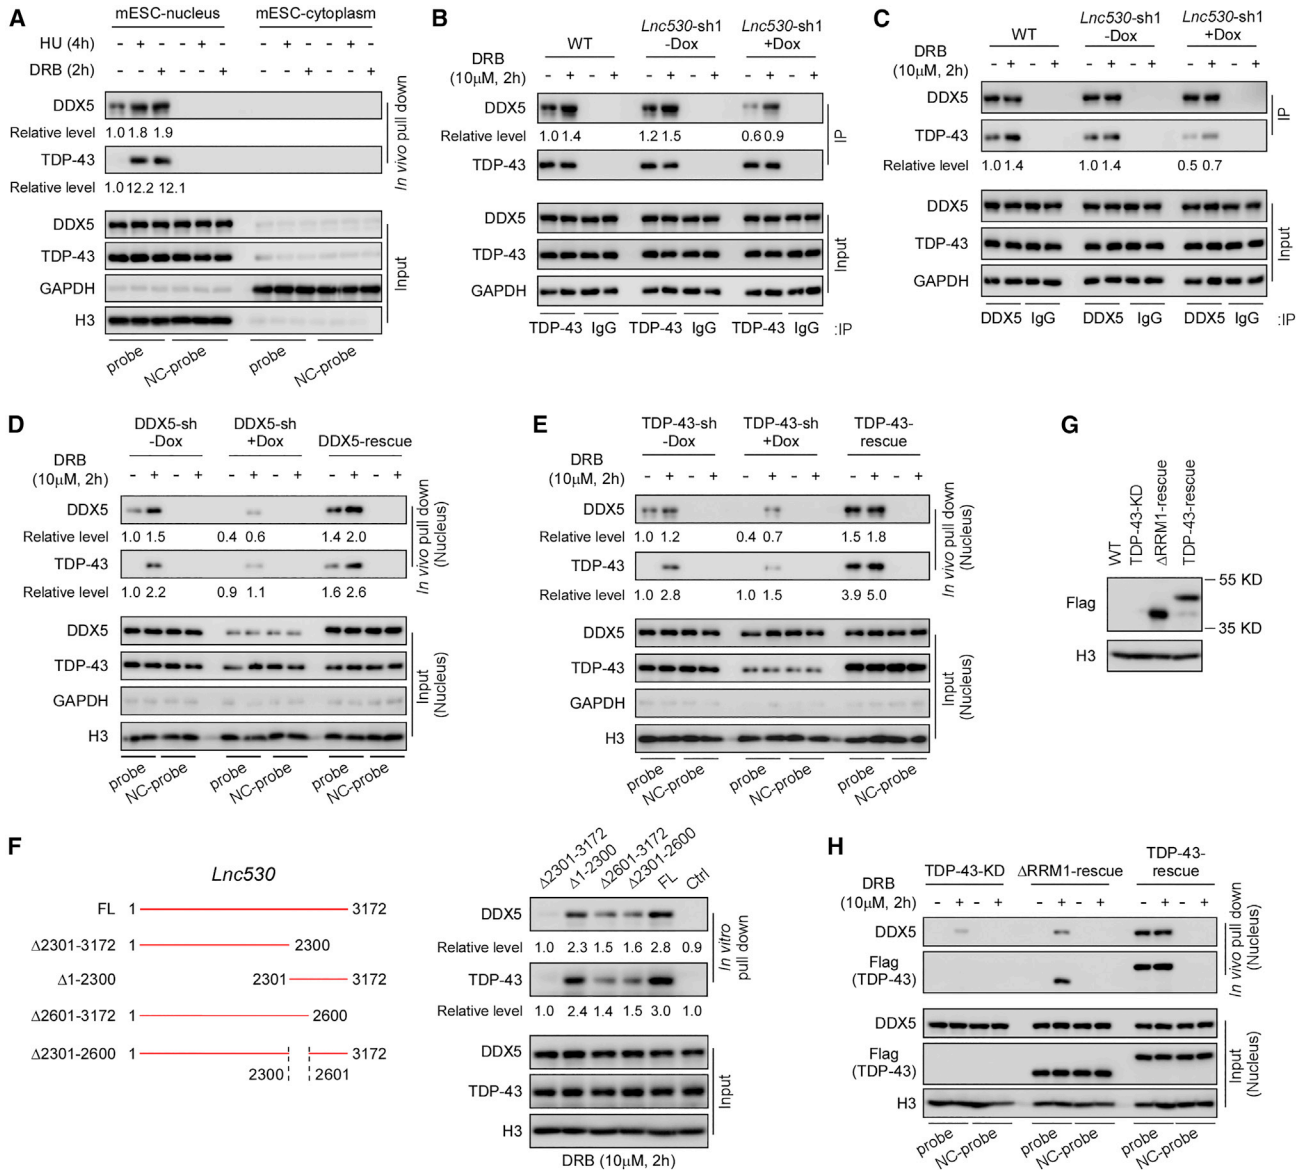 A
mESC-nucleus mESC-cytoplasm
HU (4h) - + - - + - - + - - + -
DRB (2h) - - + - - + - - + - - +
DDX5
Relative level 1.0 1.8 1.9
TDP-43
Relative level 1.0 12.2 12.1
In vivo pull down
DDX5
TDP-43
GAPDH
H3
Input
probe NC-probe probe NC-probe
B
WT Lnc530-sh1 -Dox Lnc530-sh1 +Dox
DRB
(10μM, 2h) - + - + - + - + - + - +
DDX5
Relative level 1.0 1.4 1.2 1.5 0.6 0.9
TDP-43
IP
DDX5
TDP-43
GAPDH
Input
TDP-43 IgG TDP-43 IgG TDP-43 IgG :IP
C
WT Lnc530-sh1 -Dox Lnc530-sh1 +Dox
DRB
(10μM, 2h) - + - + - + - + - + - +
DDX5
TDP-43
Relative level 1.0 1.4 1.0 1.4 0.5 0.7
IP
DDX5
TDP-43
GAPDH
Input
DDX5 IgG DDX5 IgG DDX5 IgG :IP
D
DDX5-sh -Dox DDX5-sh +Dox DDX5-rescue
DRB
(10μM, 2h) - + - + - + - + - + - +
DDX5
Relative level 1.0 1.5 0.4 0.6 1.4 2.0
TDP-43
Relative level 1.0 2.2 0.9 1.1 1.6 2.6
In vivo pull down (Nucleus)
DDX5
TDP-43
GAPDH
H3
Input (Nucleus)
probe NC-probe probe NC-probe probe NC-probe
E
TDP-43-sh -Dox TDP-43-sh +Dox TDP-43-rescue
DRB
(10μM, 2h) - + - + - + - + - + - +
DDX5
Relative level 1.0 1.2 0.4 0.7 1.5 1.8
TDP-43
Relative level 1.0 2.8 1.0 1.5 3.9 5.0
In vivo pull down (Nucleus)
DDX5
TDP-43
GAPDH
H3
Input (Nucleus)
probe NC-probe probe NC-probe probe NC-probe
G
WT TDP-43-KD ΔRRM1-rescue TDP-43-rescue
Flag
55 KD
35 KD
H3
F
Lnc530
FL 1 3172
Δ2301-3172 1 2300
Δ1-2300 2301 3172
Δ2601-3172 1 2600
Δ2301-2600 1 3172
2300 2601
Δ2301-3172 Δ1-2300 Δ2601-3172 Δ2301-2600 FL Ctrl
DDX5
Relative level 1.0 2.3 1.5 1.6 2.8 0.9
TDP-43
Relative level 1.0 2.4 1.4 1.5 3.0 1.0
In vitro pull down
DDX5
TDP-43
H3
Input
DRB (10μM, 2h)
H
TDP-43-KD ΔRRM1-rescue TDP-43-rescue
DRB
(10μM, 2h) - + - + - + - + - + - +
DDX5
Flag
(TDP-43)
In vivo pull down (Nucleus)
DDX5
Flag
(TDP-43)
H3
Input (Nucleus)
probe NC-probe probe NC-probe probe NC-probe